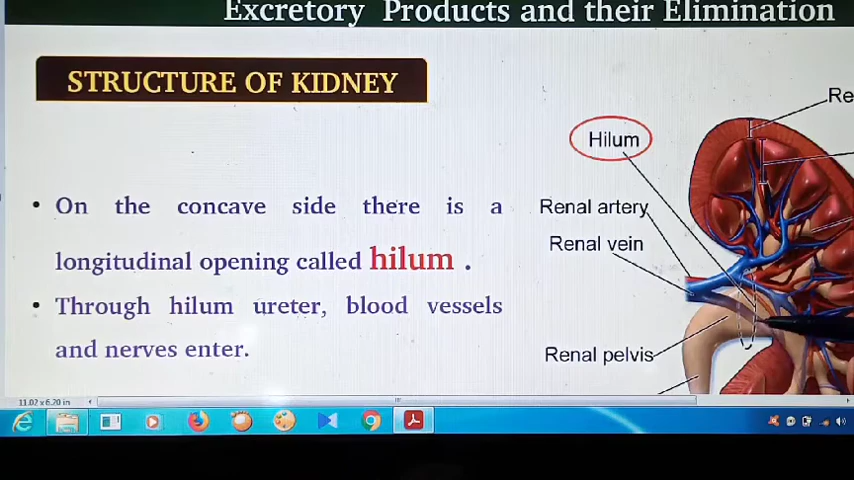 Excretory Products and their Elimination
STRUCTURE OF KIDNEY
Re
Hilum
• On the concave side there is a
longitudinal opening called hilum .
Renal artery
Renal vein
• Through hilum ureter, blood vessels
and nerves enter.
Renal pelvis
11.02 x 6.20 in